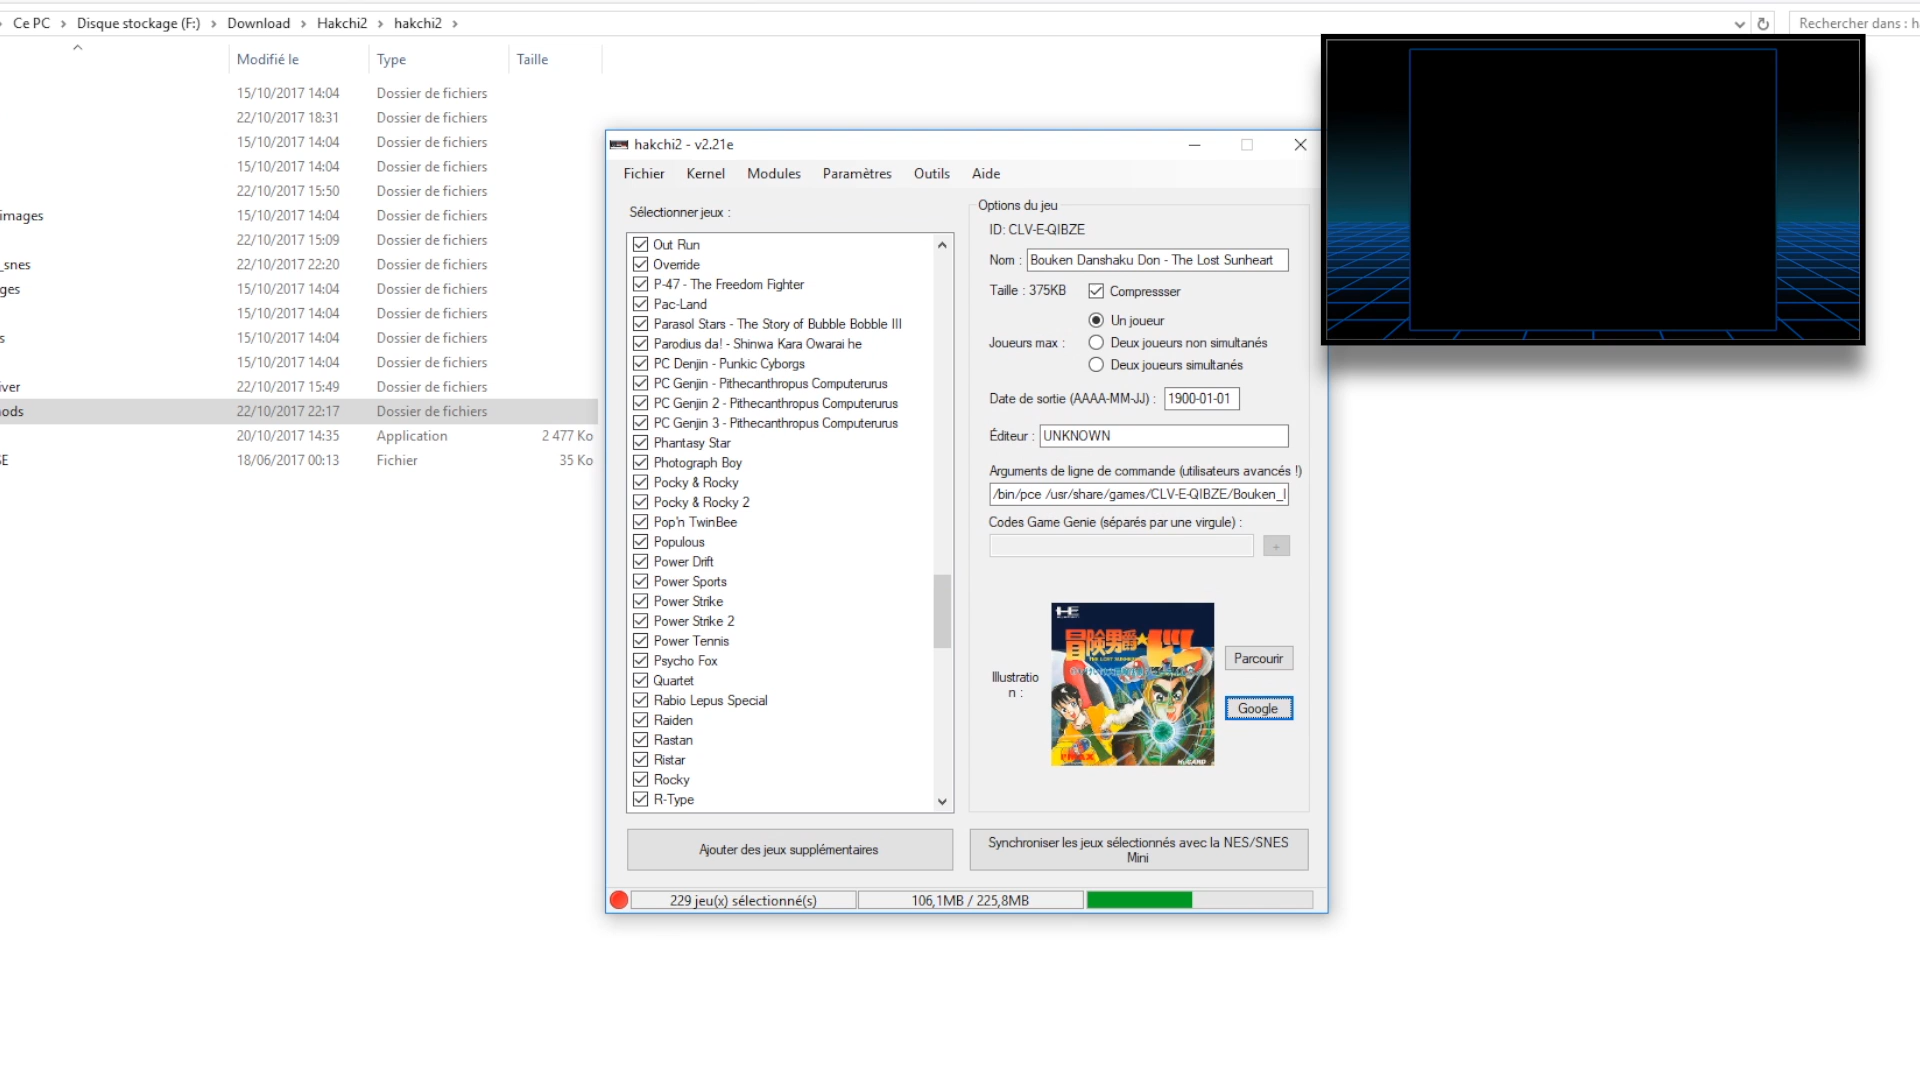 Ce PC > Disque stockage (F:) > Download > Hakchi2 > hakchi2 >
Rechercher dans : h
Modifié le Type Taille
15/10/2017 14:04 Dossier de fichiers
22/10/2017 18:31 Dossier de fichiers
15/10/2017 14:04 Dossier de fichiers
15/10/2017 14:04 Dossier de fichiers
22/10/2017 15:50 Dossier de fichiers
images 15/10/2017 14:04 Dossier de fichiers
22/10/2017 15:09 Dossier de fichiers
_snes 22/10/2017 22:20 Dossier de fichiers
ges 15/10/2017 14:04 Dossier de fichiers
15/10/2017 14:04 Dossier de fichiers
s 15/10/2017 14:04 Dossier de fichiers
15/10/2017 14:04 Dossier de fichiers
iver 22/10/2017 15:49 Dossier de fichiers
ods 22/10/2017 22:17 Dossier de fichiers
20/10/2017 14:35 Application 2 477 Ko
SE 18/06/2017 00:13 Fichier 35 Ko
hakchi2 - v2.21e
Fichier Kernel Modules Paramètres Outils Aide
Sélectionner jeux :
Out Run
Override
P-47 - The Freedom Fighter
Pac-Land
Parasol Stars - The Story of Bubble Bobble III
Parodius da! - Shinwa Kara Owarai he
PC Denjin - Punkic Cyborgs
PC Genjin - Pithecanthropus Computerurus
PC Genjin 2 - Pithecanthropus Computerurus
PC Genjin 3 - Pithecanthropus Computerurus
Phantasy Star
Photograph Boy
Pocky & Rocky
Pocky & Rocky 2
Pop'n TwinBee
Populous
Power Drift
Power Sports
Power Strike
Power Strike 2
Power Tennis
Psycho Fox
Quartet
Rabio Lepus Special
Raiden
Rastan
Ristar
Rocky
R-Type
Ajouter des jeux supplémentaires
Options du jeu
ID: CLV-E-QIBZE
Nom : Bouken Danshaku Don - The Lost Sunheart
Taille : 375KB Compressser
Joueurs max :
Un joueur
Deux joueurs non simultanés
Deux joueurs simultanés
Date de sortie (AAAA-MM-JJ) : 1900-01-01
Éditeur : UNKNOWN
Arguments de ligne de commande (utilisateurs avancés !)
/bin/pce /usr/share/games/CLV-E-QIBZE/Bouken_
Codes Game Genie (séparés par une virgule) :
+
Illustratio
n :
HE
冒険男爵★ドン
THE LOST SUNHEART
HuCARD
Parcourir
Google
Synchroniser les jeux sélectionnés avec la NES/SNES
Mini
229 jeu(x) sélectionné(s) 106,1MB / 225,8MB